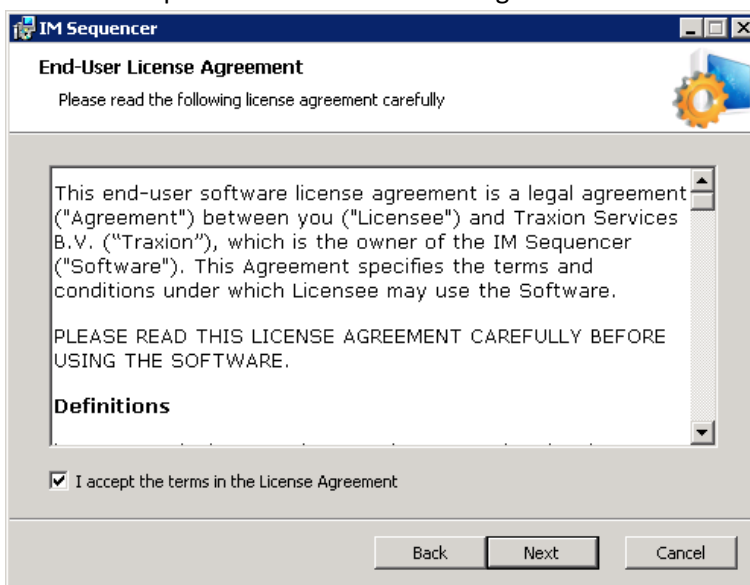 IM Sequencer
End-User License Agreement
Please read the following license agreement carefully
This end-user software license agreement is a legal agreement
("Agreement") between you ("Licensee") and Traxion Services
B.V. (“Traxion”), which is the owner of the IM Sequencer
("Software"). This Agreement specifies the terms and
conditions under which Licensee may use the Software.
PLEASE READ THIS LICENSE AGREEMENT CAREFULLY BEFORE
USING THE SOFTWARE.
Definitions
I accept the terms in the License Agreement
Back Next Cancel